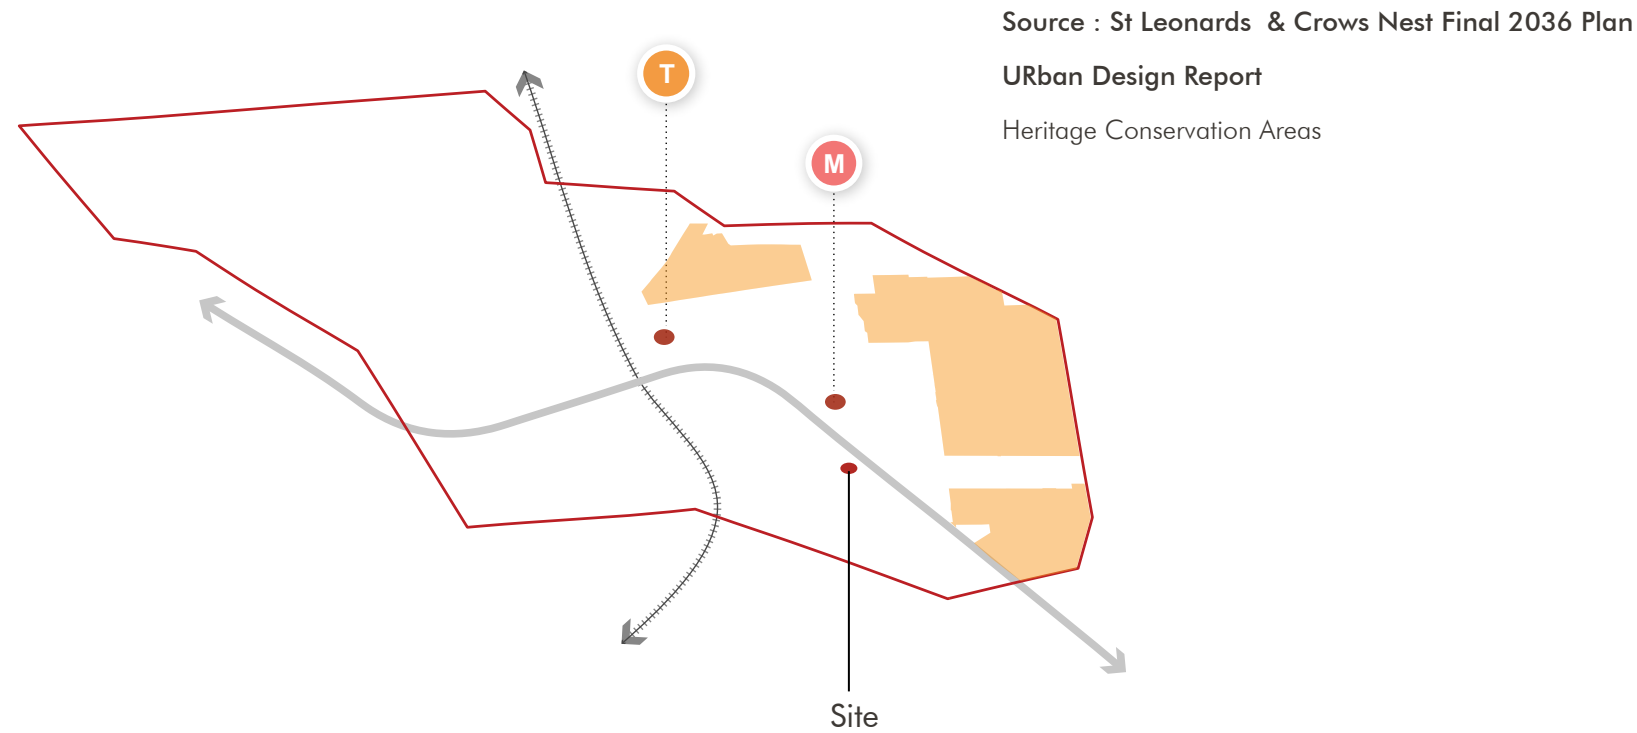 Source : St Leonards & Crows Nest Final 2036 Plan
URban Design Report
Heritage Conservation Areas
T
M
Site